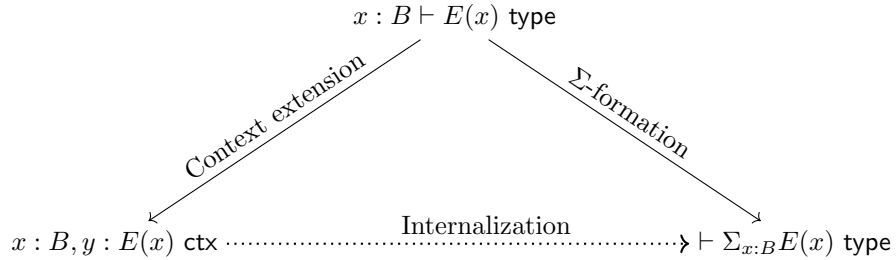 x : B ⊢ E(x) type
Context extension
Σ-formation
x : B, y : E(x) ctx
Internalization
⊢ Σ_{x:B}E(x) type